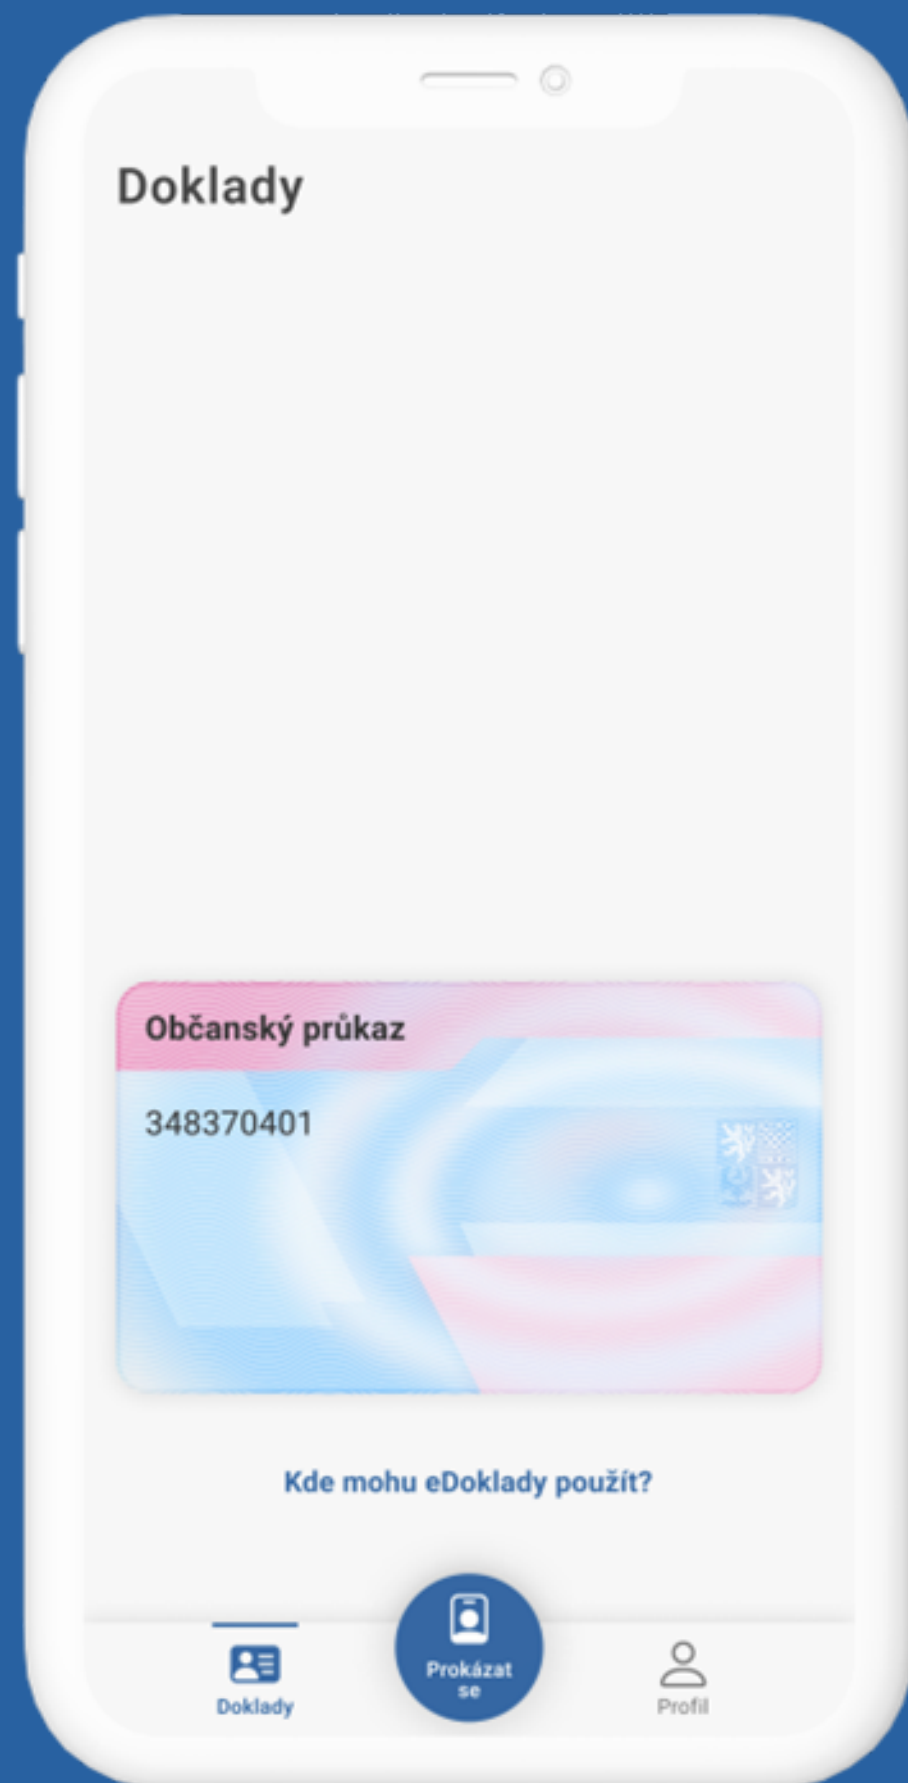 Doklady
Občanský průkaz
348370401
Kde mohu eDoklady použít?
Doklady
Prokázat
se
Profil